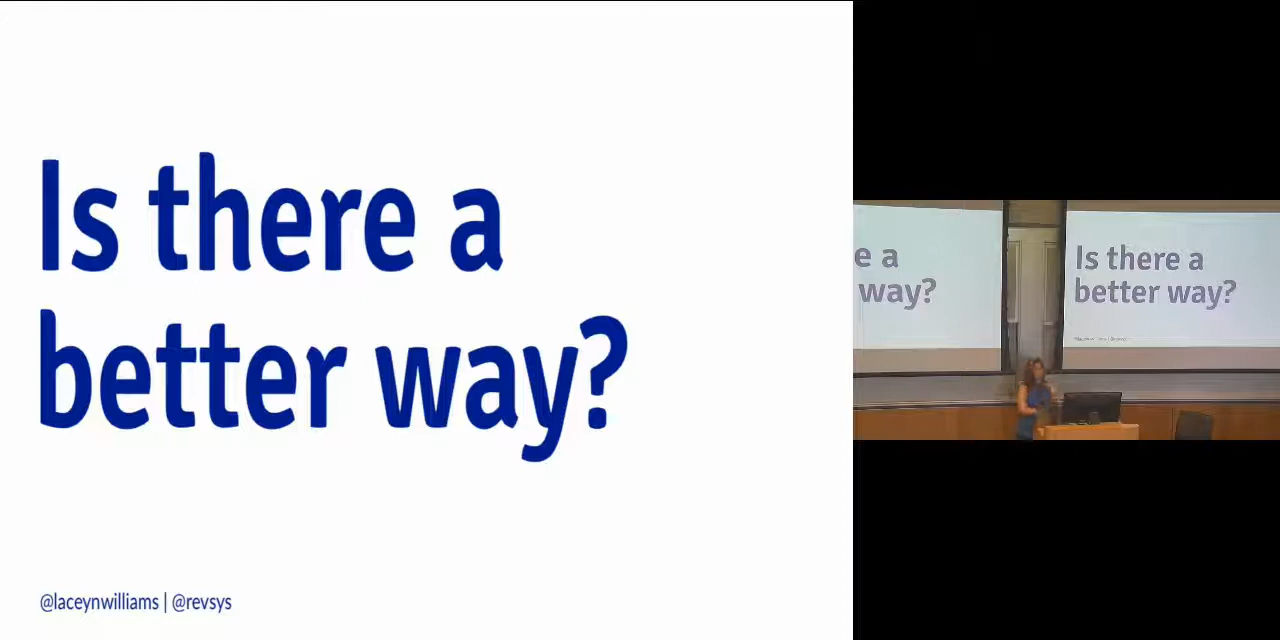 Is there a
better way?
@laceynwilliams | @revsys
e a
way?
Is there a
better way?